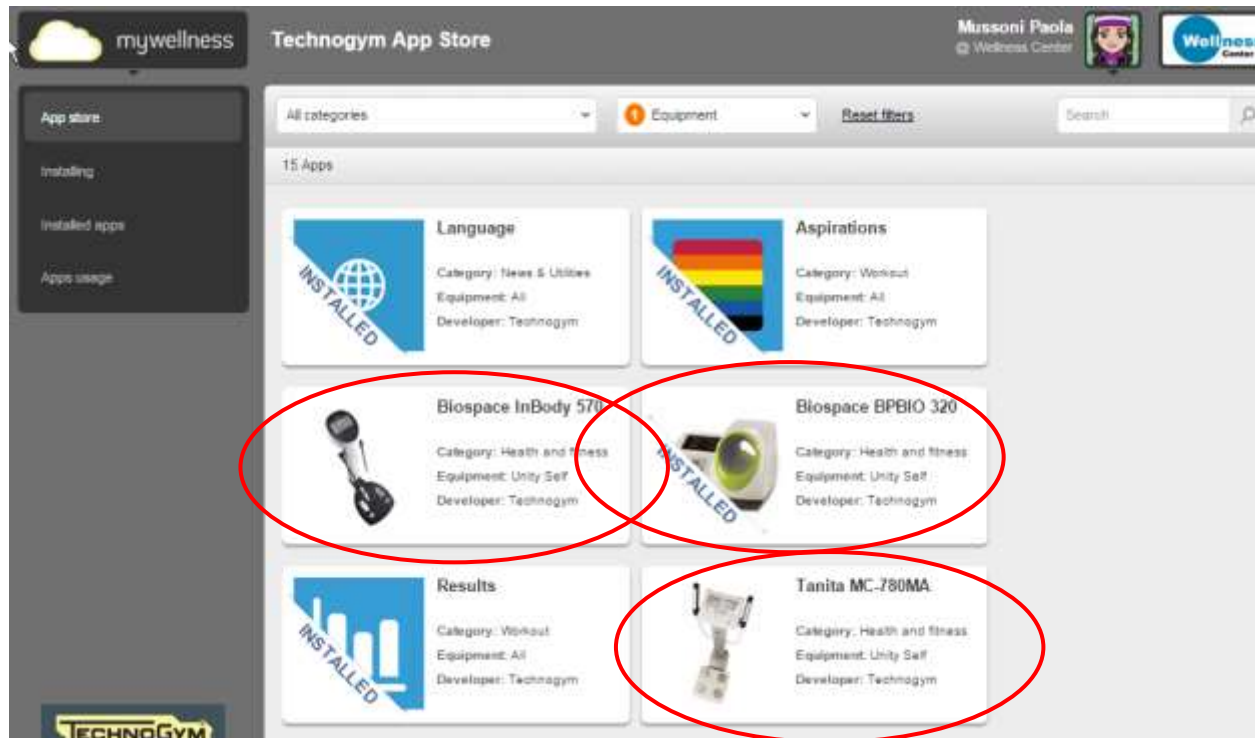 mywellness
Technogym App Store
Mussoni Paola
@ Wellness Center
Wellness
Center
App store
Installing
Installed apps
Apps usage
All categories
1 Equipment
Reset filters
Search
15 Apps
INSTALLED
Language
Category: News & Utilities
Equipment: All
Developer: Technogym
INSTALLED
Aspirations
Category: Workout
Equipment: All
Developer: Technogym
Biospace InBody 570
Category: Health and fitness
Equipment: Unity Self
Developer: Technogym
INSTALLED
Biospace BPBIO 320
Category: Health and fitness
Equipment: Unity Self
Developer: Technogym
INSTALLED
Results
Category: Workout
Equipment: All
Developer: Technogym
Tanita MC-780MA
Category: Health and fitness
Equipment: Unity Self
Developer: Technogym
TECHNOGYM